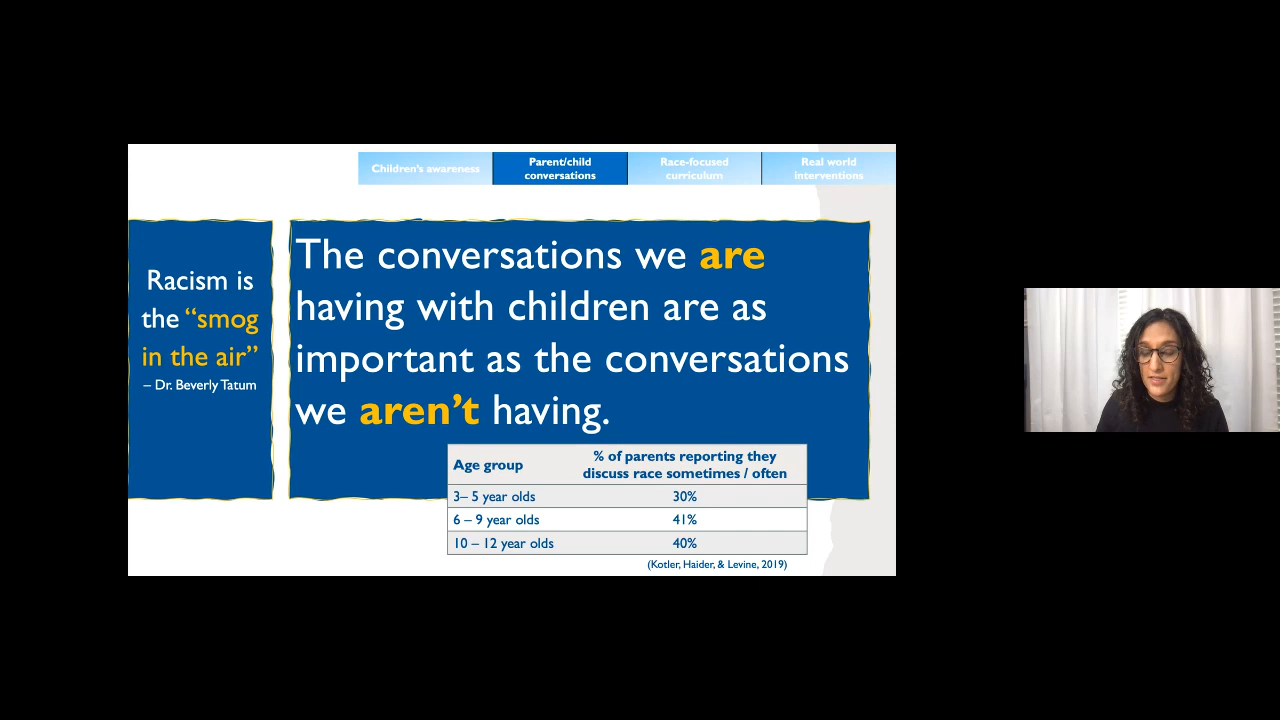 Children's awareness
Parent/child
conversations
Race-focused
curriculum
Real world
interventions
Racism is
the “smog
in the air”
– Dr. Beverly Tatum
The conversations we are
having with children are as
important as the conversations
we aren’t having.
Age group
% of parents reporting they
discuss race sometimes / often
3– 5 year olds 30%
6 – 9 year olds 41%
10 – 12 year olds 40%
(Kotler, Haider, & Levine, 2019)